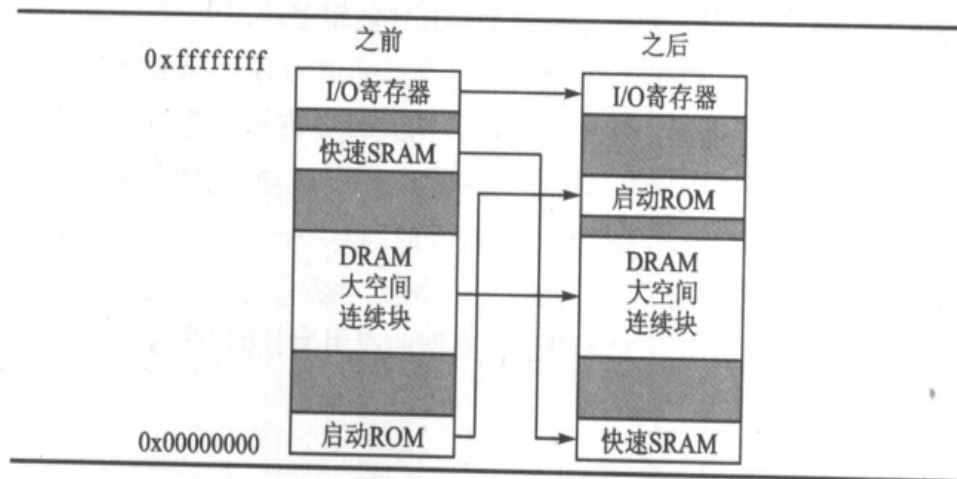 之前
之后
0xffffffff
I/O寄存器
I/O寄存器
快速SRAM
启动ROM
DRAM
大空间
连续块
DRAM
大空间
连续块
0x00000000
启动ROM
快速SRAM